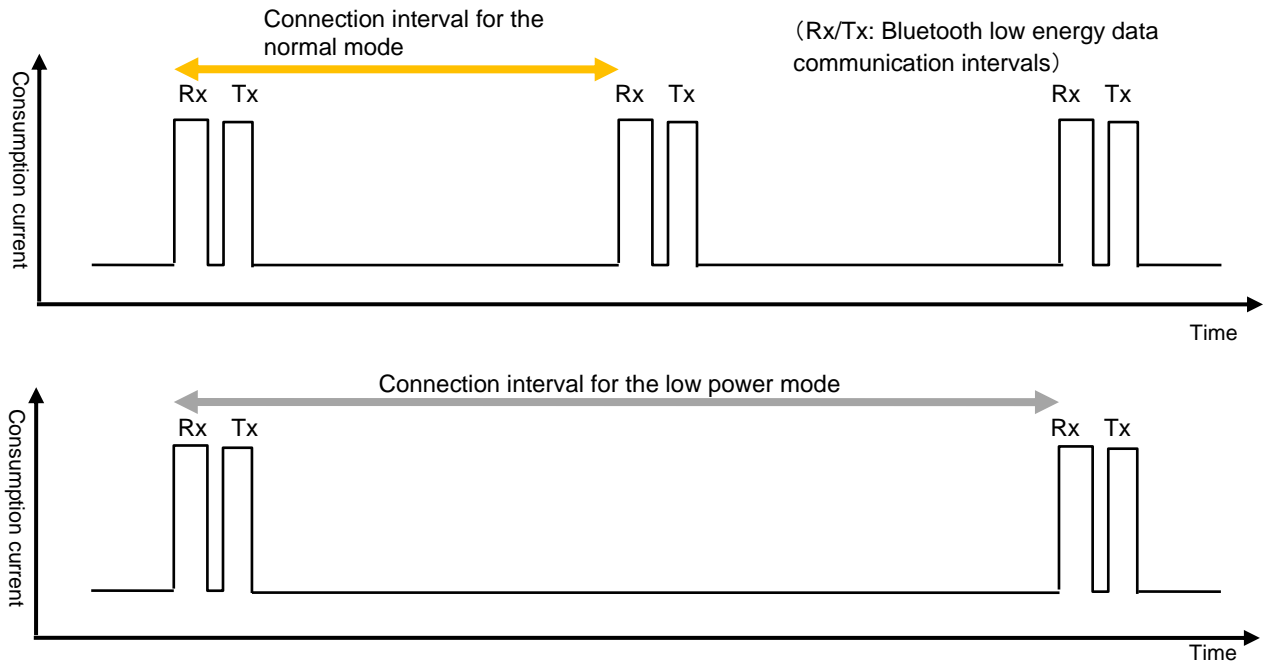 Connection interval for the
normal mode
（Rx/Tx: Bluetooth low energy data
communication intervals）
Consumption current
Rx Tx
Rx Tx
Rx Tx
Time
Connection interval for the low power mode
Consumption current
Rx Tx
Rx Tx
Time